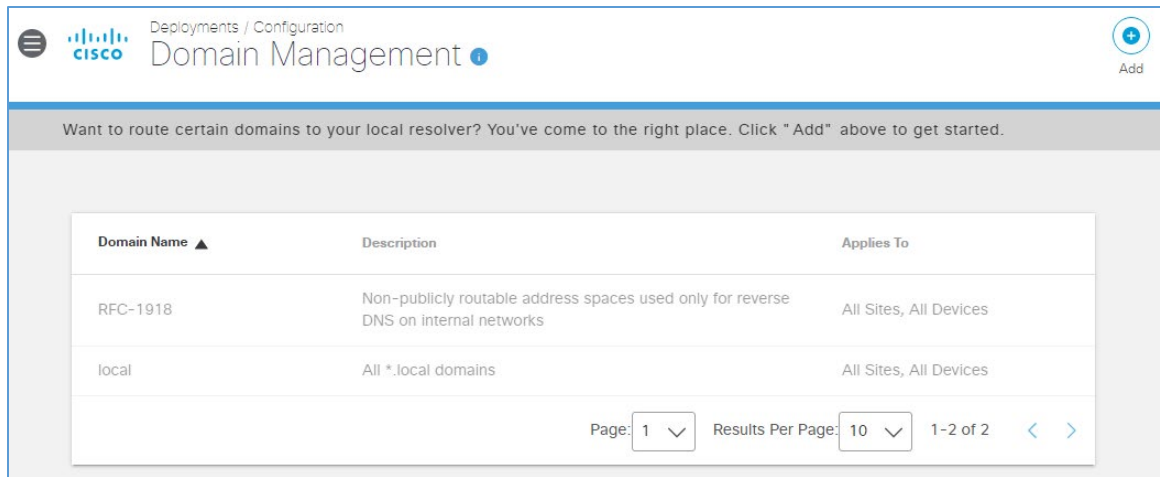 Deployments / Configuration
CISCO
Domain Management
Add
Want to route certain domains to your local resolver? You've come to the right place. Click "Add" above to get started.
Domain Name Description Applies To
RFC-1918 Non-publicly routable address spaces used only for reverse
DNS on internal networks All Sites, All Devices
local All *.local domains All Sites, All Devices
Page: 1 Results Per Page: 10 1-2 of 2